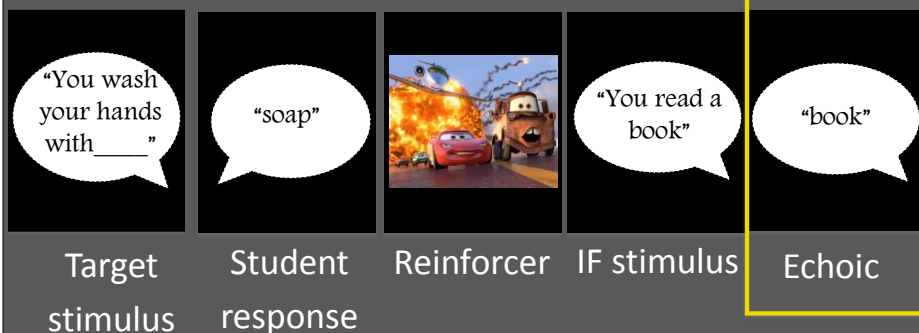 “You wash
your hands
with____”
“soap”
“You read a
book”
“book”
Target
stimulus
Student
response
Reinforcer
IF stimulus
Echoic